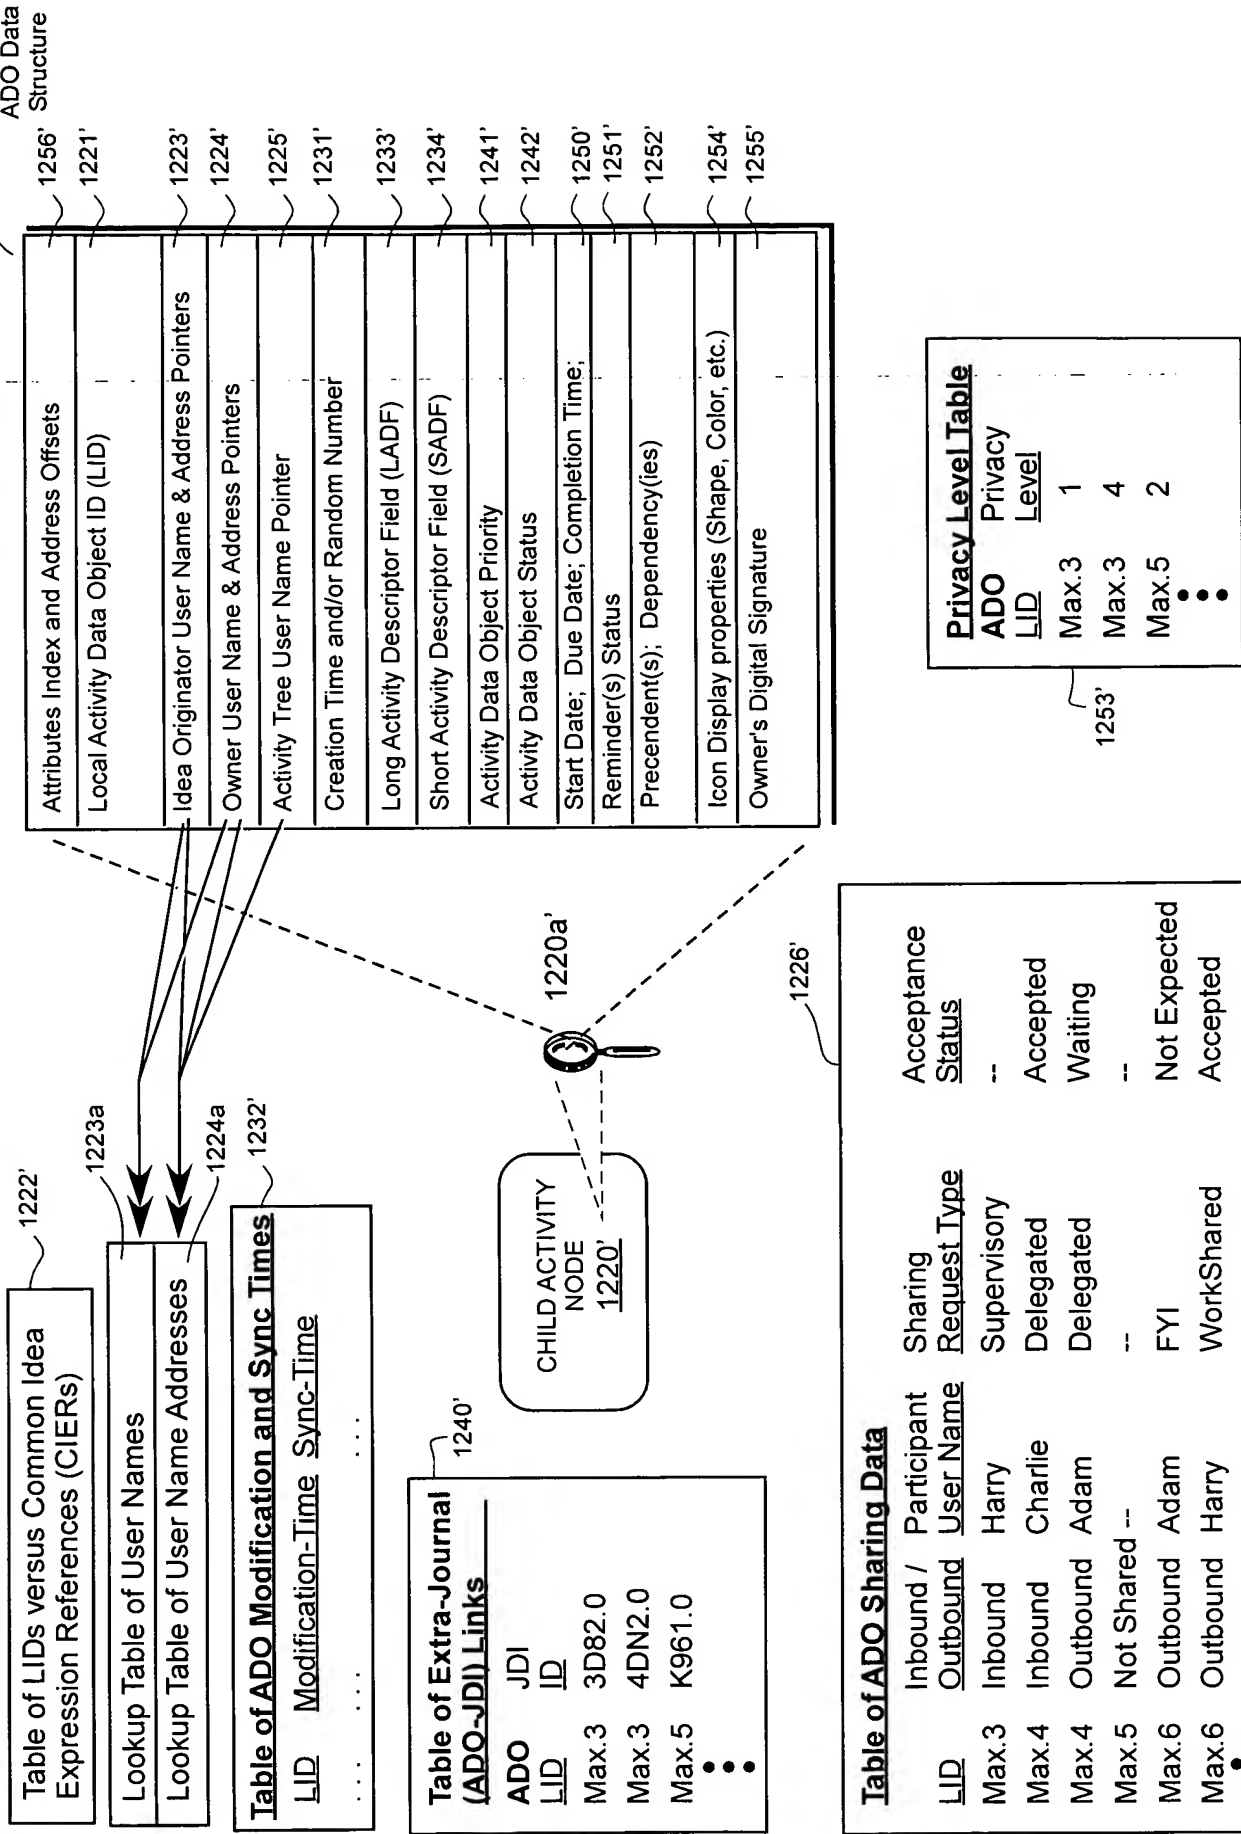 Table of LIDs versus Common Idea
Expression References (CIERs)
1222'
Lookup Table of User Names
1223a
Lookup Table of User Name Addresses
1224a
Table of ADO Modification and Sync Times
1232'
LID Modification-Time Sync-Time
. . . . . . . . .
Table of Extra-Journal
(ADO-JDI) Links
1240'
ADO JDI
LID ID
Max.3 3D82.0
Max.3 4DN2.0
Max.5 K961.0
CHILD ACTIVITY
NODE
1220'
1220a'
ADO Data
Structure
Attributes Index and Address Offsets
1256'
Local Activity Data Object ID (LID)
1221'
Idea Originator User Name & Address Pointers
1223'
Owner User Name & Address Pointers
1224'
Activity Tree User Name Pointer
1225'
Creation Time and/or Random Number
1231'
Long Activity Descriptor Field (LADF)
1233'
Short Activity Descriptor Field (SADF)
1234'
Activity Data Object Priority
1241'
Activity Data Object Status
1242'
Start Date; Due Date; Completion Time;
1250'
Reminder(s) Status
1251'
Precendent(s); Dependency(ies)
1252'
Icon Display properties (Shape, Color, etc.)
1254'
Owner's Digital Signature
1255'
Table of ADO Sharing Data
1226'
Inbound / Participant Sharing Acceptance
LID Outbound User Name Request Type Status
Max.3 Inbound Harry Supervisory --
Max.4 Inbound Charlie Delegated Accepted
Max.4 Outbound Adam Delegated Waiting
Max.5 Not Shared -- -- --
Max.6 Outbound Adam FYI Not Expected
Max.6 Outbound Harry WorkShared Accepted
Privacy Level Table
1253'
ADO Privacy
LID Level
Max.3 1
Max.3 4
Max.5 2